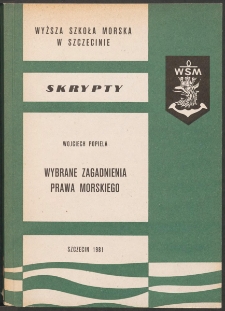 WYŻSZA SZKOŁA MORSKA
W SZCZECINIE
WSM
SKRYPTY
WOJCIECH POPIELA
WYBRANE ZAGADNIENIA
PRAWA MORSKIEGO
SZCZECIN 1981